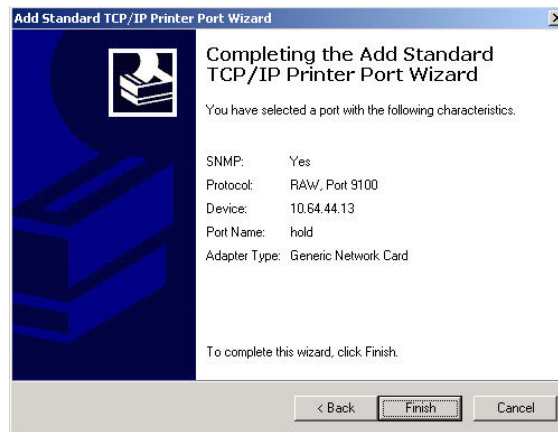 Add Standard TCP/IP Printer Port Wizard
Completing the Add Standard
TCP/IP Printer Port Wizard
You have selected a port with the following characteristics.
SNMP: Yes
Protocol: RAW, Port 9100
Device: 10.64.44.13
Port Name: hold
Adapter Type: Generic Network Card
To complete this wizard, click Finish.
< Back Finish Cancel